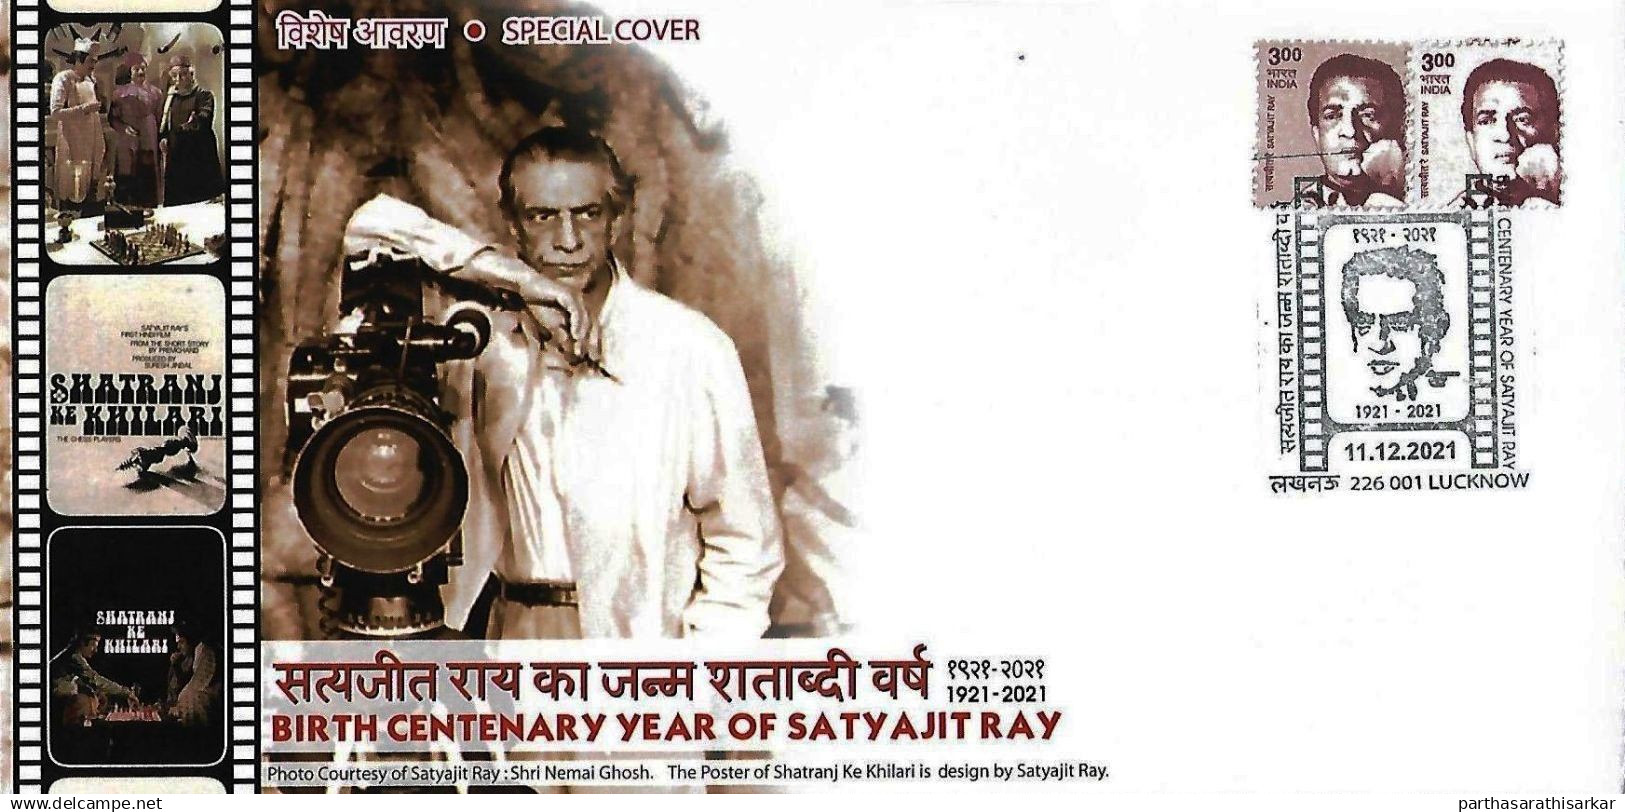 विशेष आवरण • SPECIAL COVER
3.00 भारत INDIA
सत्यजीत रे SATYAJIT RAY
3.00 भारत INDIA
सत्यजीत रे SATYAJIT RAY
SATYAJIT RAY'S
FIRST HINDI FILM
FROM THE SHORT STORY
BY PREMCHAND
PRODUCED BY
SURESH JINDAL
SHATRANJ
KE KHILARI
THE CHESS PLAYERS
SHATRANJ
KE
KHILARI
सत्यजीत राय का जन्म शताब्दी वर्ष
CENTENARY YEAR OF SATYAJIT RAY
१९२१ - २०२१
1921 - 2021
11.12.2021
लखनऊ 226 001 LUCKNOW
सत्यजीत राय का जन्म शताब्दी वर्ष १९२१-२०२१
1921-2021
BIRTH CENTENARY YEAR OF SATYAJIT RAY
Photo Courtesy of Satyajit Ray : Shri Nemai Ghosh. The Poster of Shatranj Ke Khilari is design by Satyajit Ray.
www.delcampe.net
parthasarathisarkar